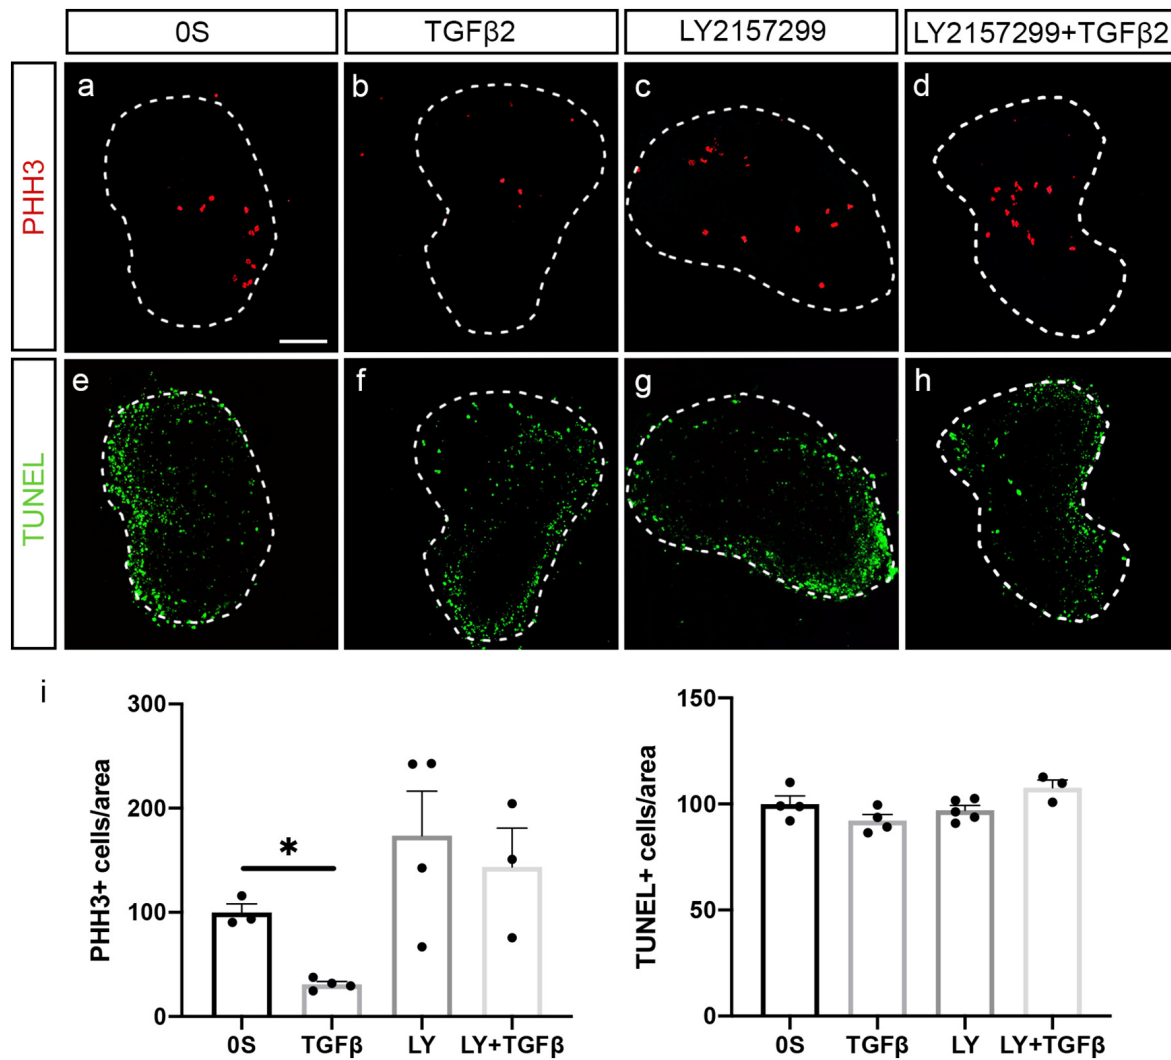 0S TGFβ2 LY2157299 LY2157299+TGFβ2
PHH3
a b c d
TUNEL
e f g h
i
PHH3+ cells/area
300
200
100
0
*
0S TGFβ LY LY+TGFβ
TUNEL+ cells/area
150
100
50
0
0S TGFβ LY LY+TGFβ